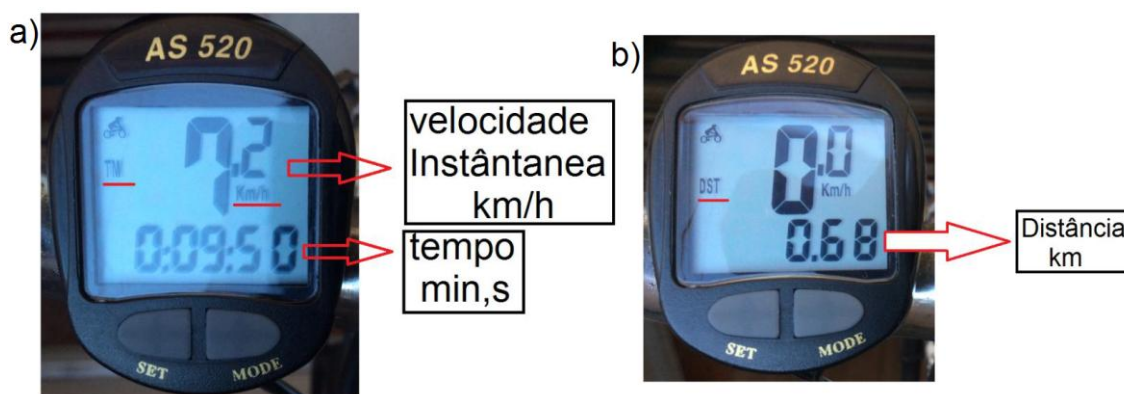 a)
AS 520
7.2
TM
Km/h
0:09:50
SET
MODE
velocidade
Instântanea
km/h
tempo
min,s
b)
AS 520
0.0
DST
Km/h
0.68
SET
MODE
Distância
km